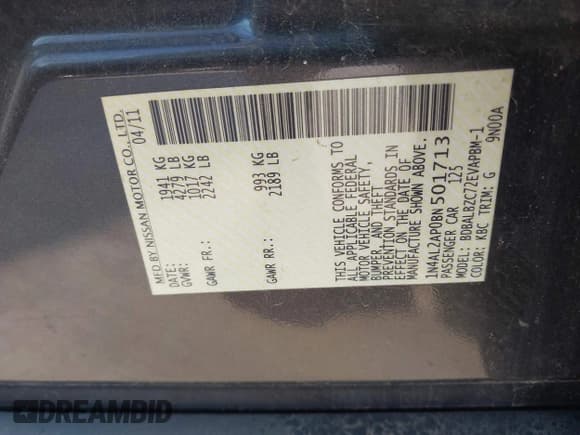 MFD BY NISSAN MOTOR CO., LTD.
04/11
GVWR: 1941 KG
4279 LB
GAWR FR: 1017 KG
2242 LB
GAWR RR: 993 KG
2189 LB
THIS VEHICLE CONFORMS TO
ALL APPLICABLE FEDERAL
MOTOR VEHICLE SAFETY,
BUMPER, AND THEFT
PREVENTION STANDARDS IN
EFFECT ON THE DATE OF
MANUFACTURE SHOWN ABOVE.
1N4AL2AP0BN501713
PASSENGER CAR 125
MODEL: BDBALBZC72EVAPBM-1
COLOR: KBC TRIM: G 9N00A
DREAMBID